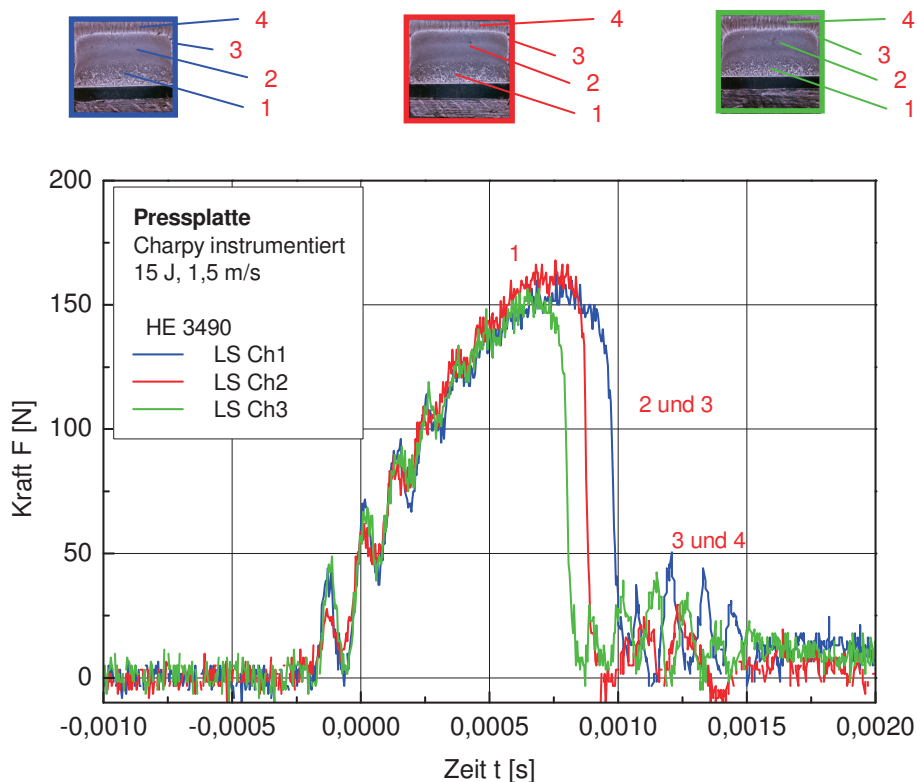 4
3
2
1
4
3
2
1
4
3
2
1
200
150
100
50
0
Kraft F [N]
Pressplatte
Charpy instrumentiert
15 J, 1,5 m/s
HE 3490
LS Ch1
LS Ch2
LS Ch3
1
2 und 3
3 und 4
-0,0010
-0,0005
0,0000
0,0005
0,0010
0,0015
0,0020
Zeit t [s]